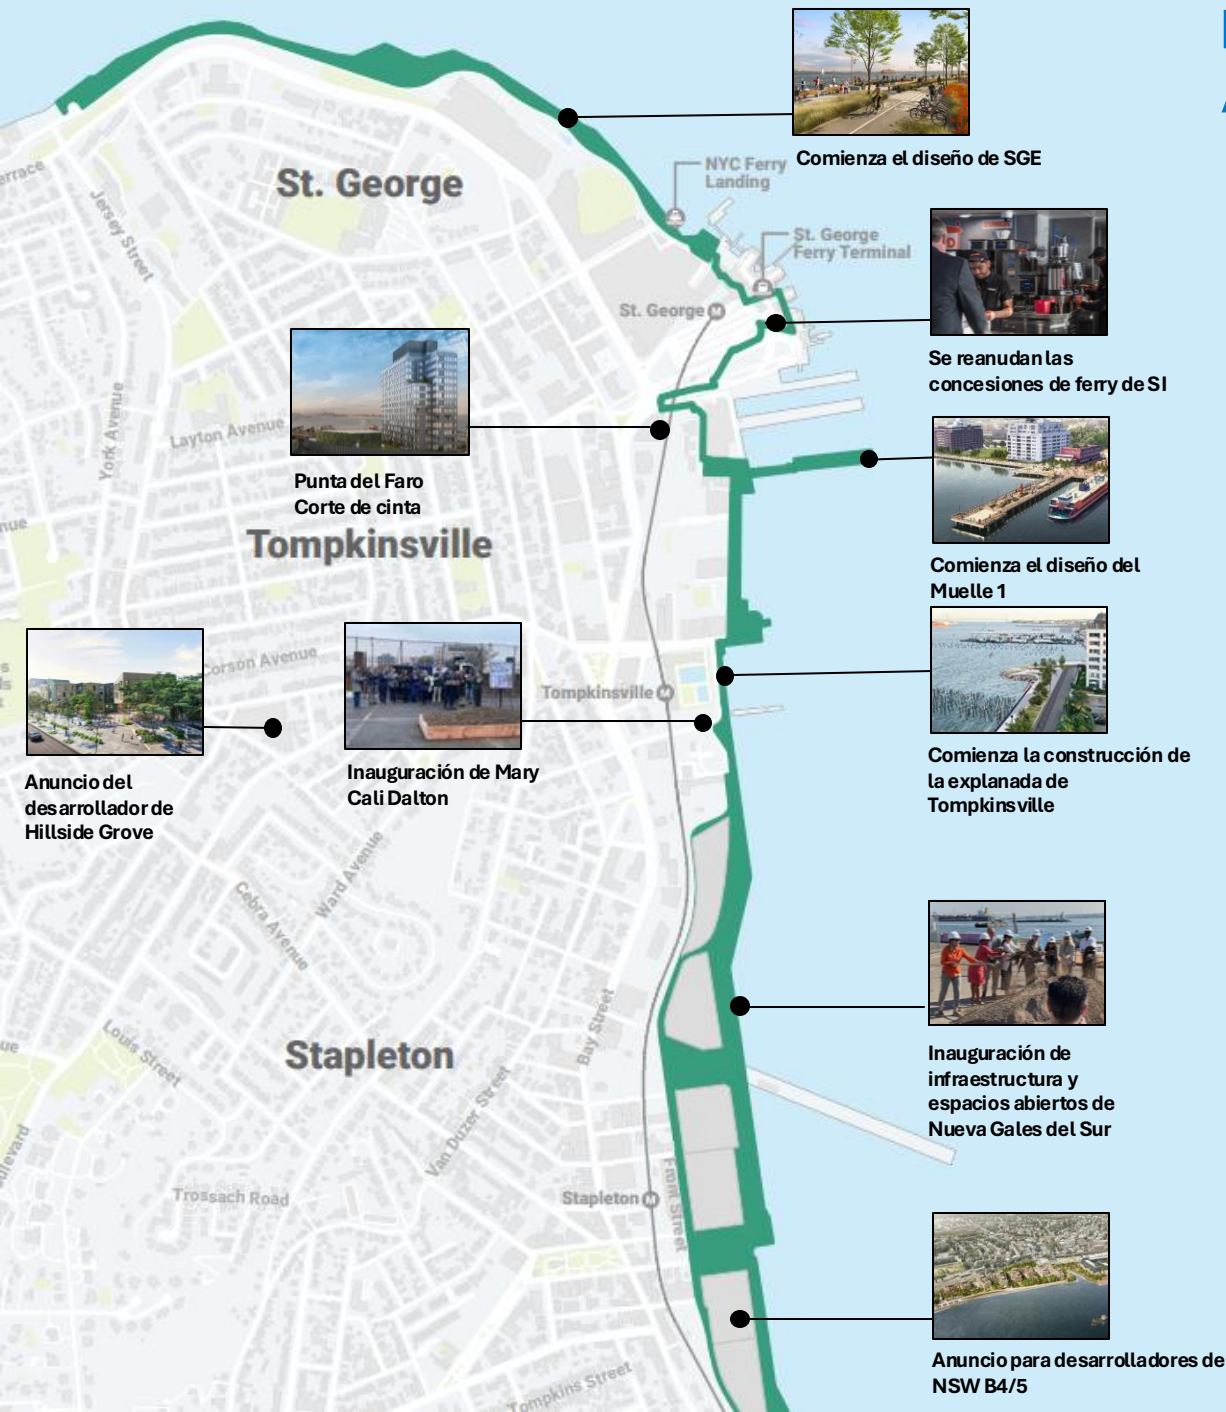 Comienza el diseño de SGE
NYC Ferry
Landing
St. George
Jersey Street
St. George
Ferry Terminal
St. George M
Se reanudan las
concesiones de ferry de SI
York Avenue
Layton Avenue
Punta del Faro
Corte de cinta
Tompkinsville
Comienza el diseño del
Muelle 1
Corson Avenue
Tompkinsville M
Anuncio del
desarrollador de
Hillside Grove
Inauguración de Mary
Cali Dalton
Comienza la construcción de
la explanada de
Tompkinsville
Ward Avenue
Cebra Avenue
Bay Street
Louis Street
Stapleton
Inauguración de
infraestructura y
espacios abiertos de
Nueva Gales del Sur
Van Duzer Street
Trossach Road
Stapleton M
Front Street
Anuncio para desarrolladores de
NSW B4/5
Tompkins Street